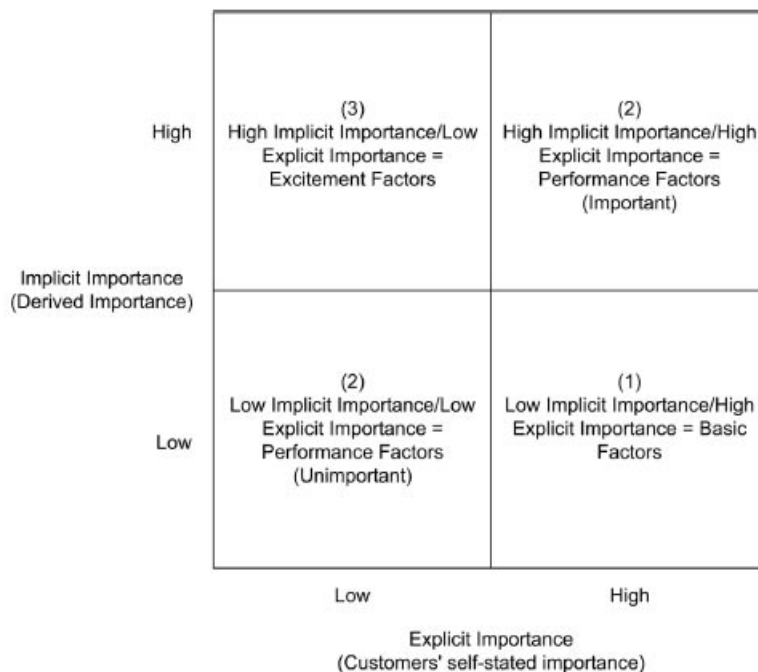 (3)
High Implicit Importance/Low
Explicit Importance =
Excitement Factors
(2)
High Implicit Importance/High
Explicit Importance =
Performance Factors
(Important)
High
Implicit Importance
(Derived Importance)
(2)
Low Implicit Importance/Low
Explicit Importance =
Performance Factors
(Unimportant)
(1)
Low Implicit Importance/High
Explicit Importance = Basic
Factors
Low
Low
High
Explicit Importance
(Customers' self-stated importance)